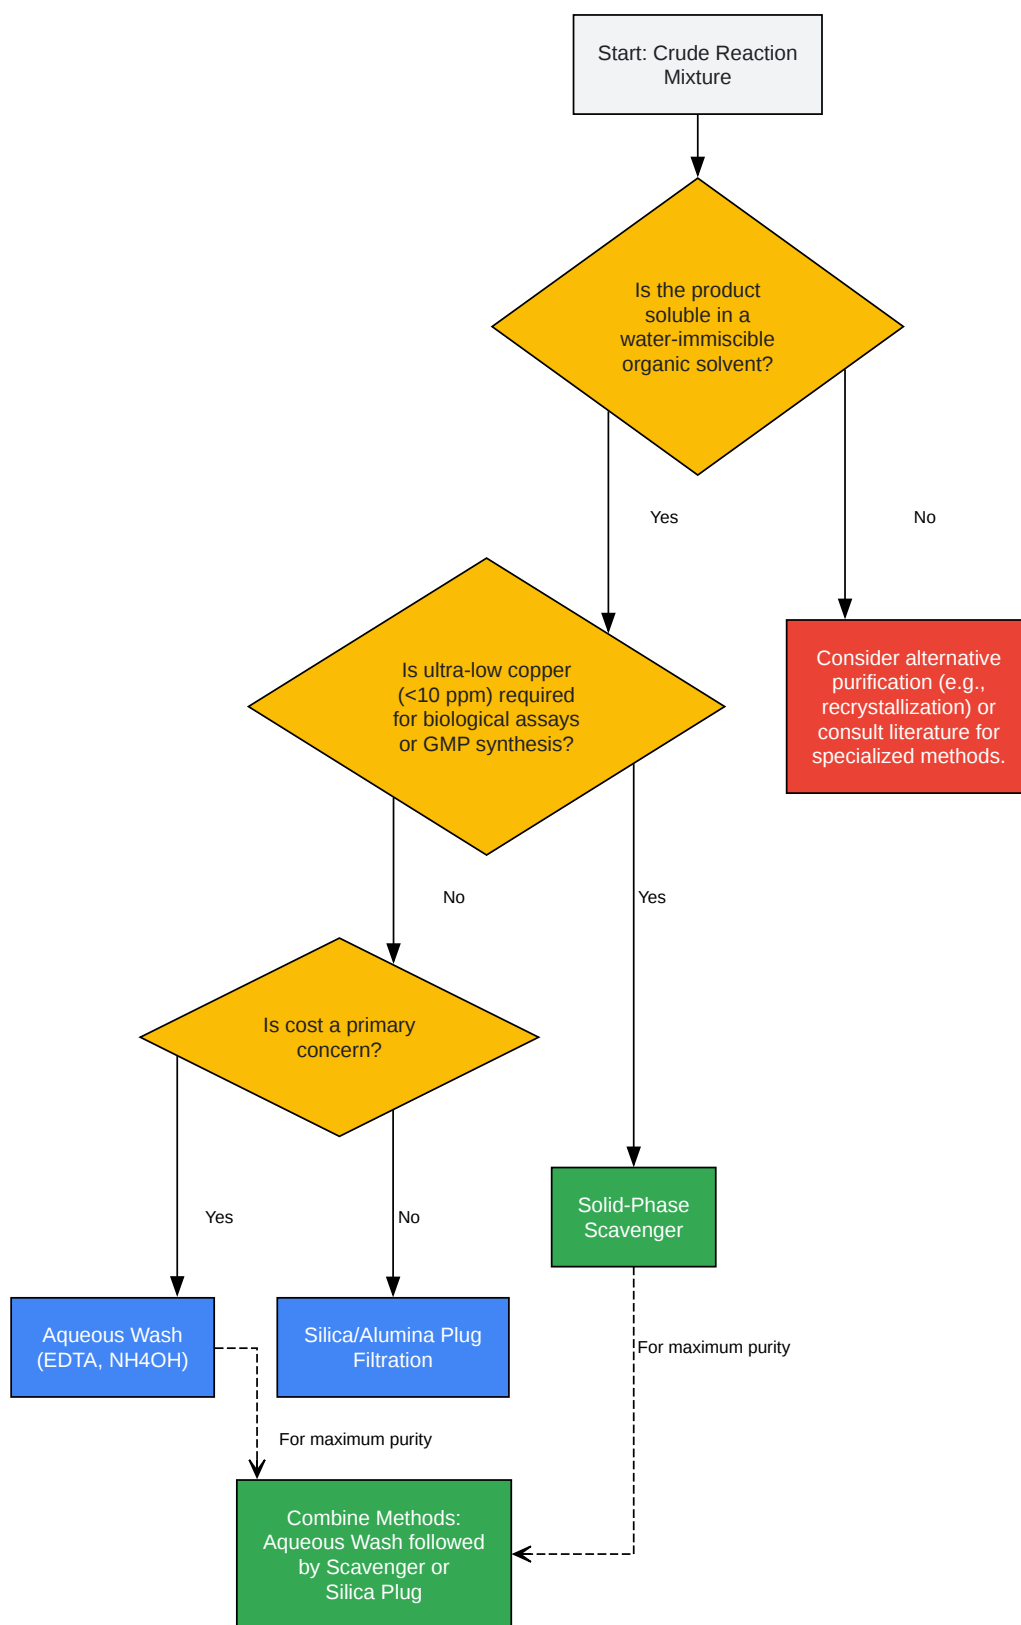 Start: Crude Reaction
Mixture
Is the product
soluble in a
water-immiscible
organic solvent?
Yes
No
Is ultra-low copper
(<10 ppm) required
for biological assays
or GMP synthesis?
Consider alternative
purification (e.g.,
recrystallization) or
consult literature for
specialized methods.
No
Yes
Is cost a primary
concern?
Yes
No
Solid-Phase
Scavenger
Aqueous Wash
(EDTA, NH4OH)
Silica/Alumina Plug
Filtration
For maximum purity
For maximum purity
Combine Methods:
Aqueous Wash followed
by Scavenger or
Silica Plug